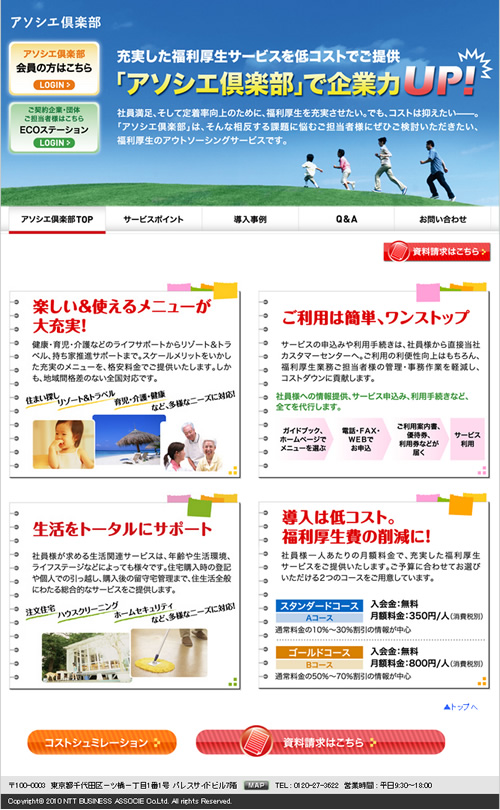 アソシエ倶楽部
アソシエ倶楽部
会員の方はこちら
LOGIN
ご契約企業・団体
ご担当者様はこちら
ECOステーション
LOGIN
充実した福利厚生サービスを低コストでご提供
「アソシエ倶楽部」で企業力UP!
社員満足、そして定着率向上のために、福利厚生を充実させたい。でも、コストは抑えたい――。
「アソシエ倶楽部」は、そんな相反する課題に悩むご担当者様にぜひご検討いただきたい、
福利厚生のアウトソーシングサービスです。
アソシエ倶楽部TOP
サービスポイント
導入事例
Q&A
お問い合わせ
資料請求はこちら
楽しい&使えるメニューが
大充実!
健康・育児・介護などのライフサポートからリゾート&トラ
ベル、持ち家推進サポートまで。スケールメリットをいかし
た充実のメニューを、格安料金でご提供いたします。しか
も、地域間格差のない全国対応です。
住まい探し
リゾート&トラベル
育児・介護・健康
など、多様なニーズに対応!
ご利用は簡単、ワンストップ
サービスの申込みや利用手続きは、社員様から直接当社
カスタマーセンターへ。ご利用の利便性向上はもちろん、
福利厚生業務ご担当者様の管理・事務作業を軽減し、
コストダウンに貢献します。
社員様への情報提供、サービス申込み、利用手続きなど、
全てを代行します。
ガイドブック、
ホームページで
メニューを選ぶ
電話・FAX・
WEBで
お申込
ご利用案内書、
優待券、
利用券などが
届く
サービス
利用
生活をトータルにサポート
社員様が求める生活関連サービスは、年齢や生活環境、
ライフステージなどによっても様々です。住宅購入時の登
記や個人での引っ越し、購入後の留守宅管理まで、住生活全般
にわたる総合的なサービスをご提供します。
注文住宅
ハウスクリーニング
ホームセキュリティ
など、多様なニーズに対応!
導入は低コスト。
福利厚生費の削減に!
社員様一人あたりの月額料金で、充実した福利厚生
サービスをご提供いたします。ご予算に合わせてお選び
いただける2つのコースをご用意しています。
スタンダードコース
Aコース
入会金:無料
月額料金:350円/人(消費税別)
通常料金の10%〜30%割引の情報が中心
ゴールドコース
Bコース
入会金:無料
月額料金:800円/人(消費税別)
通常料金の50%〜70%割引の情報が中心
▲トップへ
コストシュミレーション
資料請求はこちら
〒100-0003 東京都千代田区一ツ橋一丁目1番1号 パレスサイドビル7階 MAP TEL:0120-27-3622 営業時間:平日9:30〜18:00
Copyright© 2010 NTT BUSINESS ASSOCIE Co.Ltd. All rights Reserved.